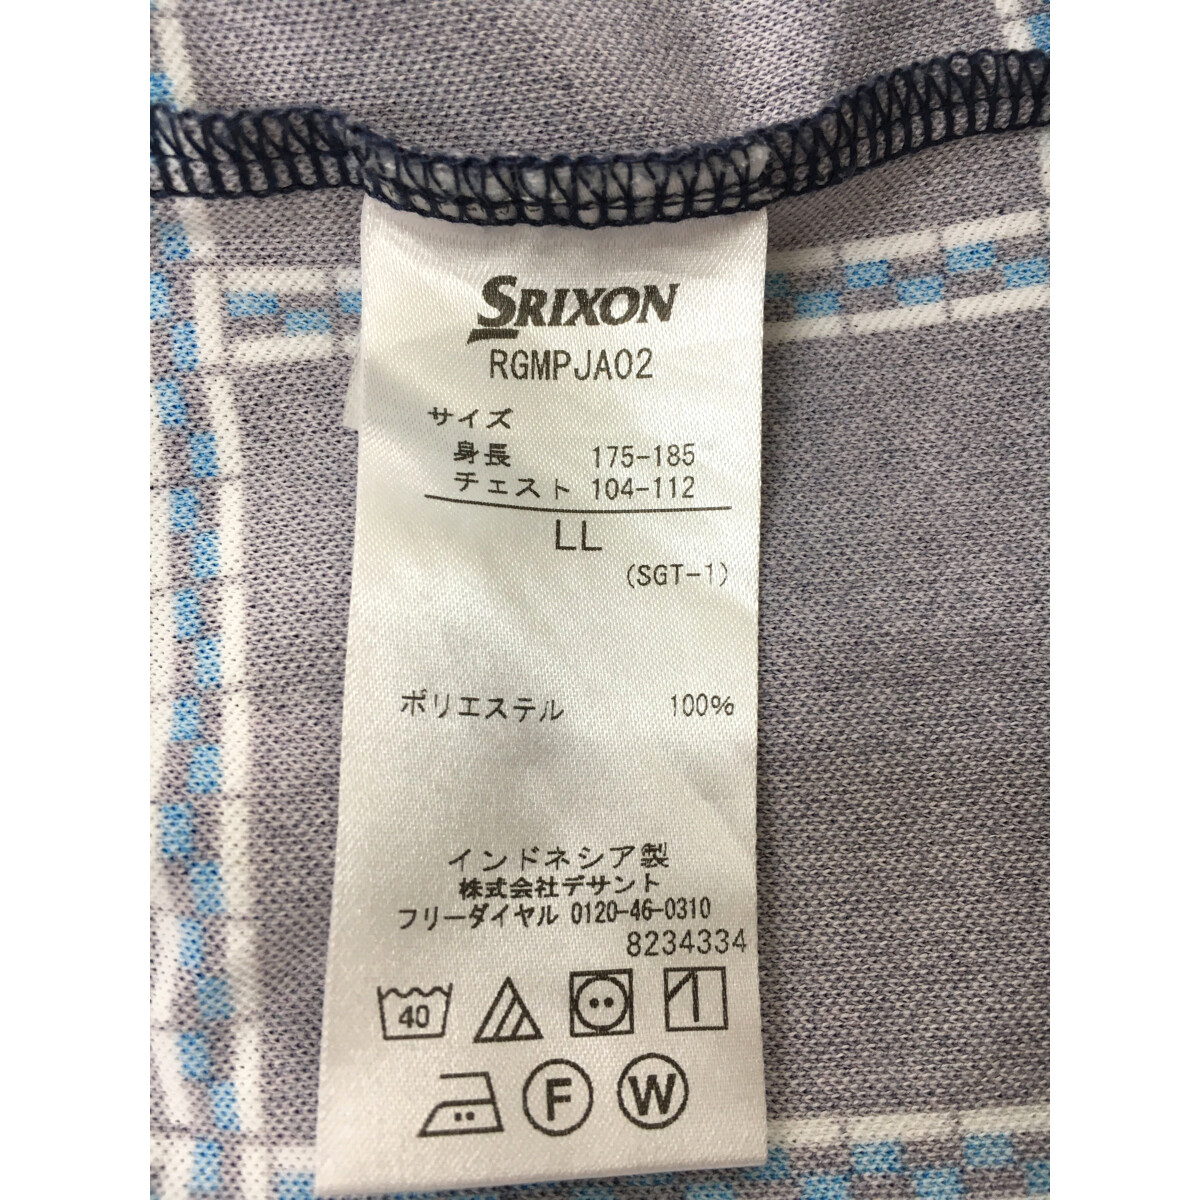 SRIXON
RGMPJA02
サイズ
身長 175-185
チェスト 104-112
LL
(SGT-1)
ポリエステル 100%
インドネシア製
株式会社デサント
フリーダイヤル 0120-46-0310
8234334
40
F W